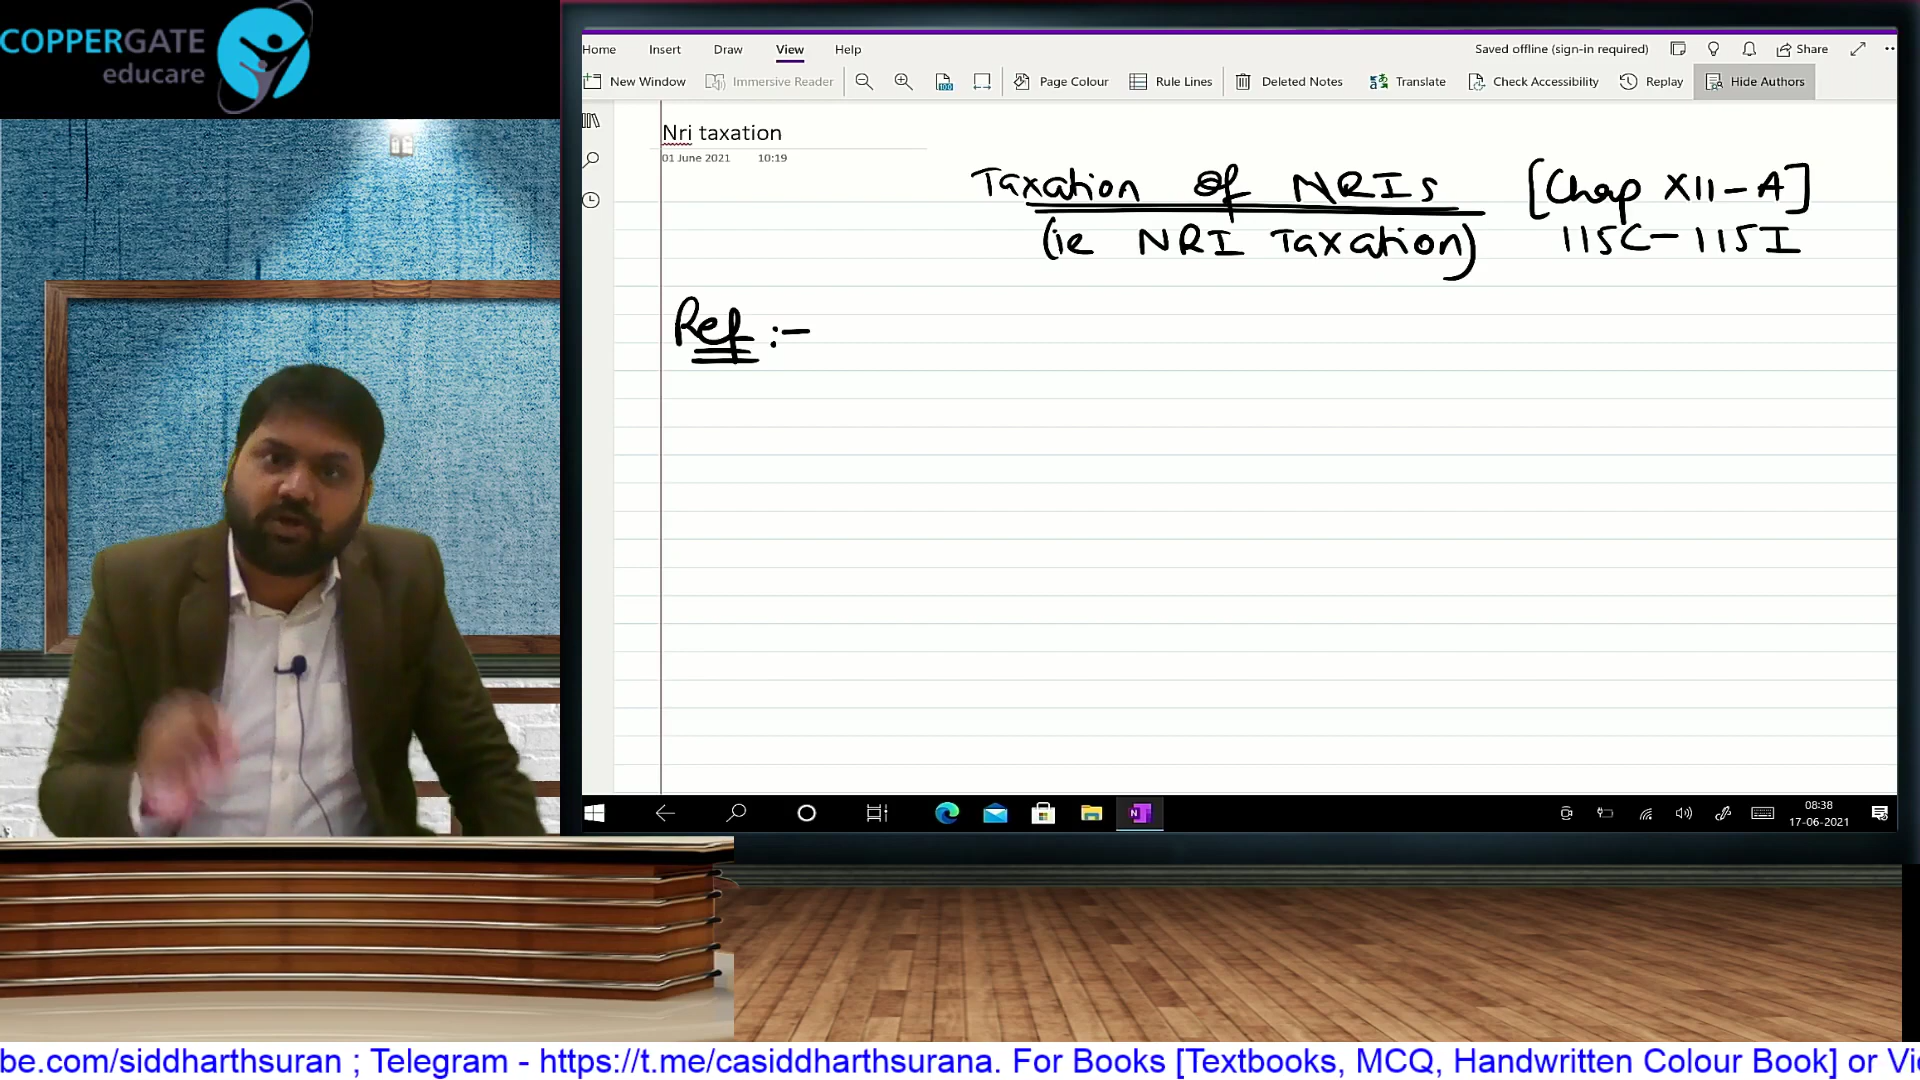 COPPERGATE
educare
Home Insert Draw View Help
Saved offline (sign-in required) Share
New Window Immersive Reader Page Colour Rule Lines Deleted Notes Translate Check Accessibility Replay Hide Authors
Nri taxation
01 June 2021 10:19
Taxation of NRIs [Chap XII-A]
(ie NRI Taxation) 115C-115I
Ref :-
08:38
17-06-2021
be.com/siddharthsuran ; Telegram - https://t.me/casiddharthsurana. For Books [Textbooks, MCQ, Handwritten Colour Book] or Vi